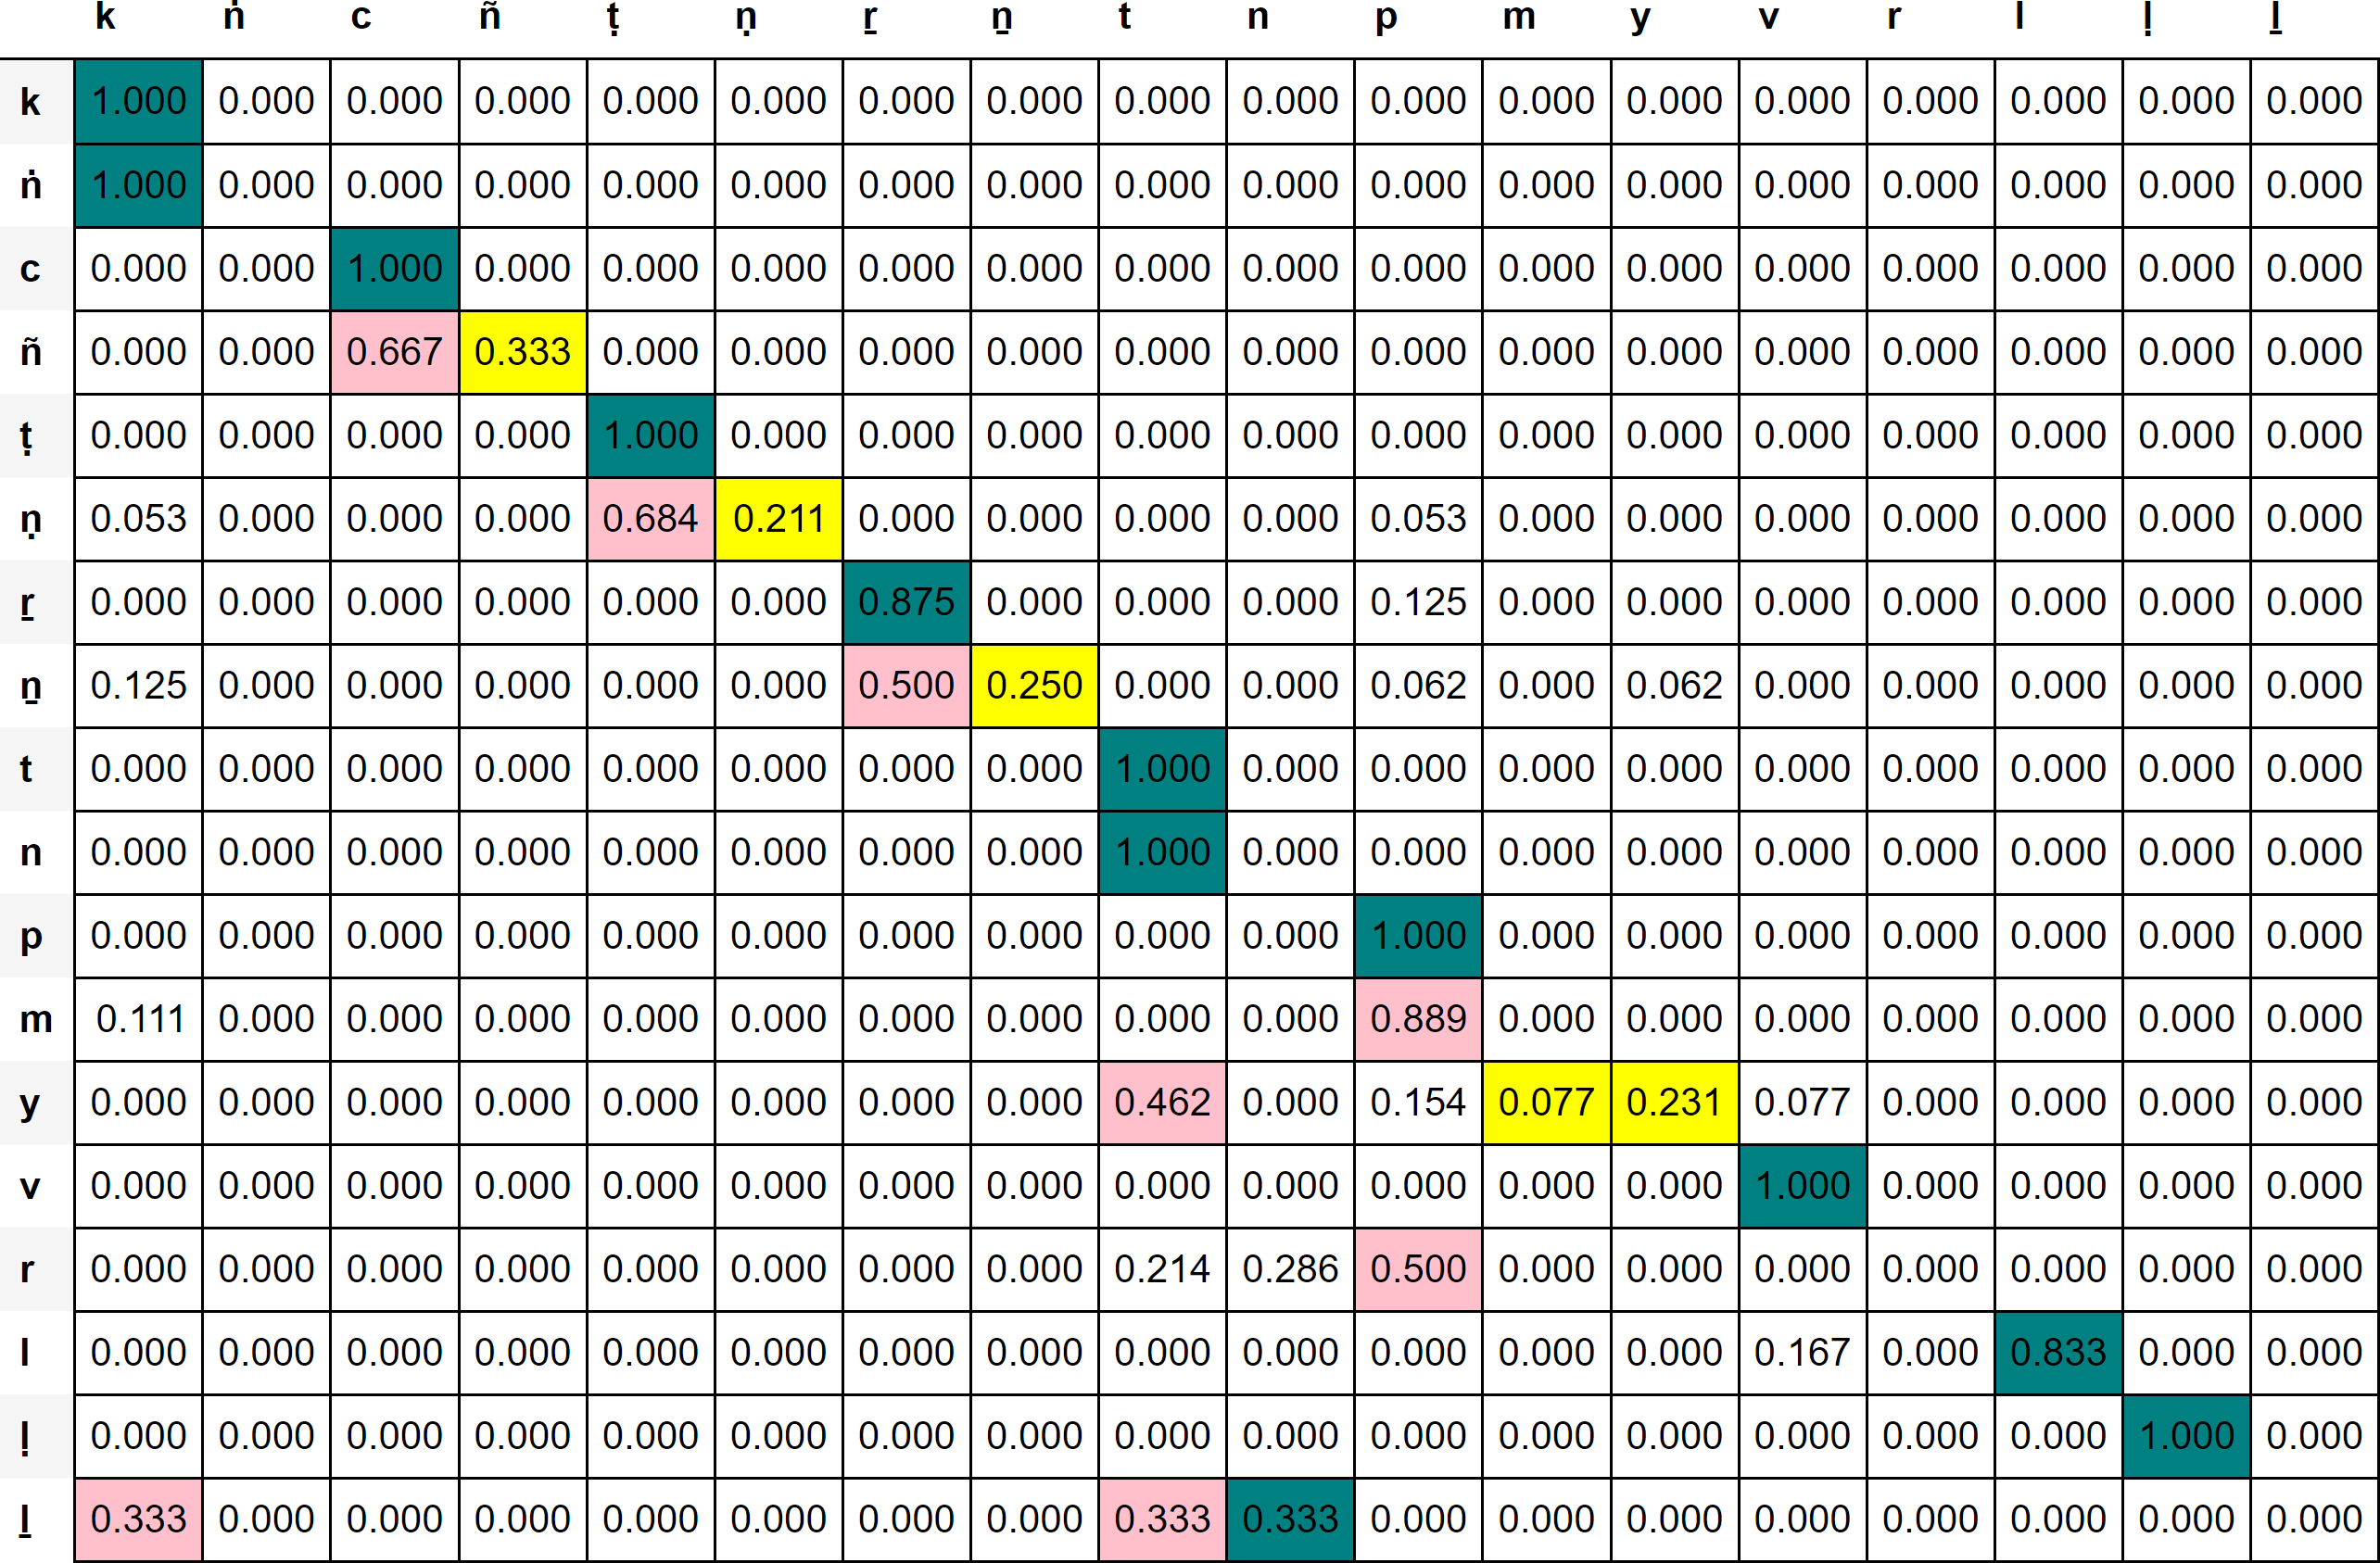 k ṅ c ñ ṭ ṇ ṟ ṉ t n p m y v r l ḷ ḻ
k 1.000 0.000 0.000 0.000 0.000 0.000 0.000 0.000 0.000 0.000 0.000 0.000 0.000 0.000 0.000 0.000 0.000 0.000
ṅ 1.000 0.000 0.000 0.000 0.000 0.000 0.000 0.000 0.000 0.000 0.000 0.000 0.000 0.000 0.000 0.000 0.000 0.000
c 0.000 0.000 1.000 0.000 0.000 0.000 0.000 0.000 0.000 0.000 0.000 0.000 0.000 0.000 0.000 0.000 0.000 0.000
ñ 0.000 0.000 0.667 0.333 0.000 0.000 0.000 0.000 0.000 0.000 0.000 0.000 0.000 0.000 0.000 0.000 0.000 0.000
ṭ 0.000 0.000 0.000 0.000 1.000 0.000 0.000 0.000 0.000 0.000 0.000 0.000 0.000 0.000 0.000 0.000 0.000 0.000
ṇ 0.053 0.000 0.000 0.000 0.684 0.211 0.000 0.000 0.000 0.000 0.053 0.000 0.000 0.000 0.000 0.000 0.000 0.000
ṟ 0.000 0.000 0.000 0.000 0.000 0.000 0.875 0.000 0.000 0.000 0.125 0.000 0.000 0.000 0.000 0.000 0.000 0.000
ṉ 0.125 0.000 0.000 0.000 0.000 0.000 0.500 0.250 0.000 0.000 0.062 0.000 0.062 0.000 0.000 0.000 0.000 0.000
t 0.000 0.000 0.000 0.000 0.000 0.000 0.000 0.000 1.000 0.000 0.000 0.000 0.000 0.000 0.000 0.000 0.000 0.000
n 0.000 0.000 0.000 0.000 0.000 0.000 0.000 0.000 1.000 0.000 0.000 0.000 0.000 0.000 0.000 0.000 0.000 0.000
p 0.000 0.000 0.000 0.000 0.000 0.000 0.000 0.000 0.000 0.000 1.000 0.000 0.000 0.000 0.000 0.000 0.000 0.000
m 0.111 0.000 0.000 0.000 0.000 0.000 0.000 0.000 0.000 0.000 0.889 0.000 0.000 0.000 0.000 0.000 0.000 0.000
y 0.000 0.000 0.000 0.000 0.000 0.000 0.000 0.000 0.462 0.000 0.154 0.077 0.231 0.077 0.000 0.000 0.000 0.000
v 0.000 0.000 0.000 0.000 0.000 0.000 0.000 0.000 0.000 0.000 0.000 0.000 0.000 1.000 0.000 0.000 0.000 0.000
r 0.000 0.000 0.000 0.000 0.000 0.000 0.000 0.000 0.214 0.286 0.500 0.000 0.000 0.000 0.000 0.000 0.000 0.000
l 0.000 0.000 0.000 0.000 0.000 0.000 0.000 0.000 0.000 0.000 0.000 0.000 0.000 0.167 0.000 0.833 0.000 0.000
ḷ 0.000 0.000 0.000 0.000 0.000 0.000 0.000 0.000 0.000 0.000 0.000 0.000 0.000 0.000 0.000 0.000 1.000 0.000
ḻ 0.333 0.000 0.000 0.000 0.000 0.000 0.000 0.000 0.333 0.333 0.000 0.000 0.000 0.000 0.000 0.000 0.000 0.000